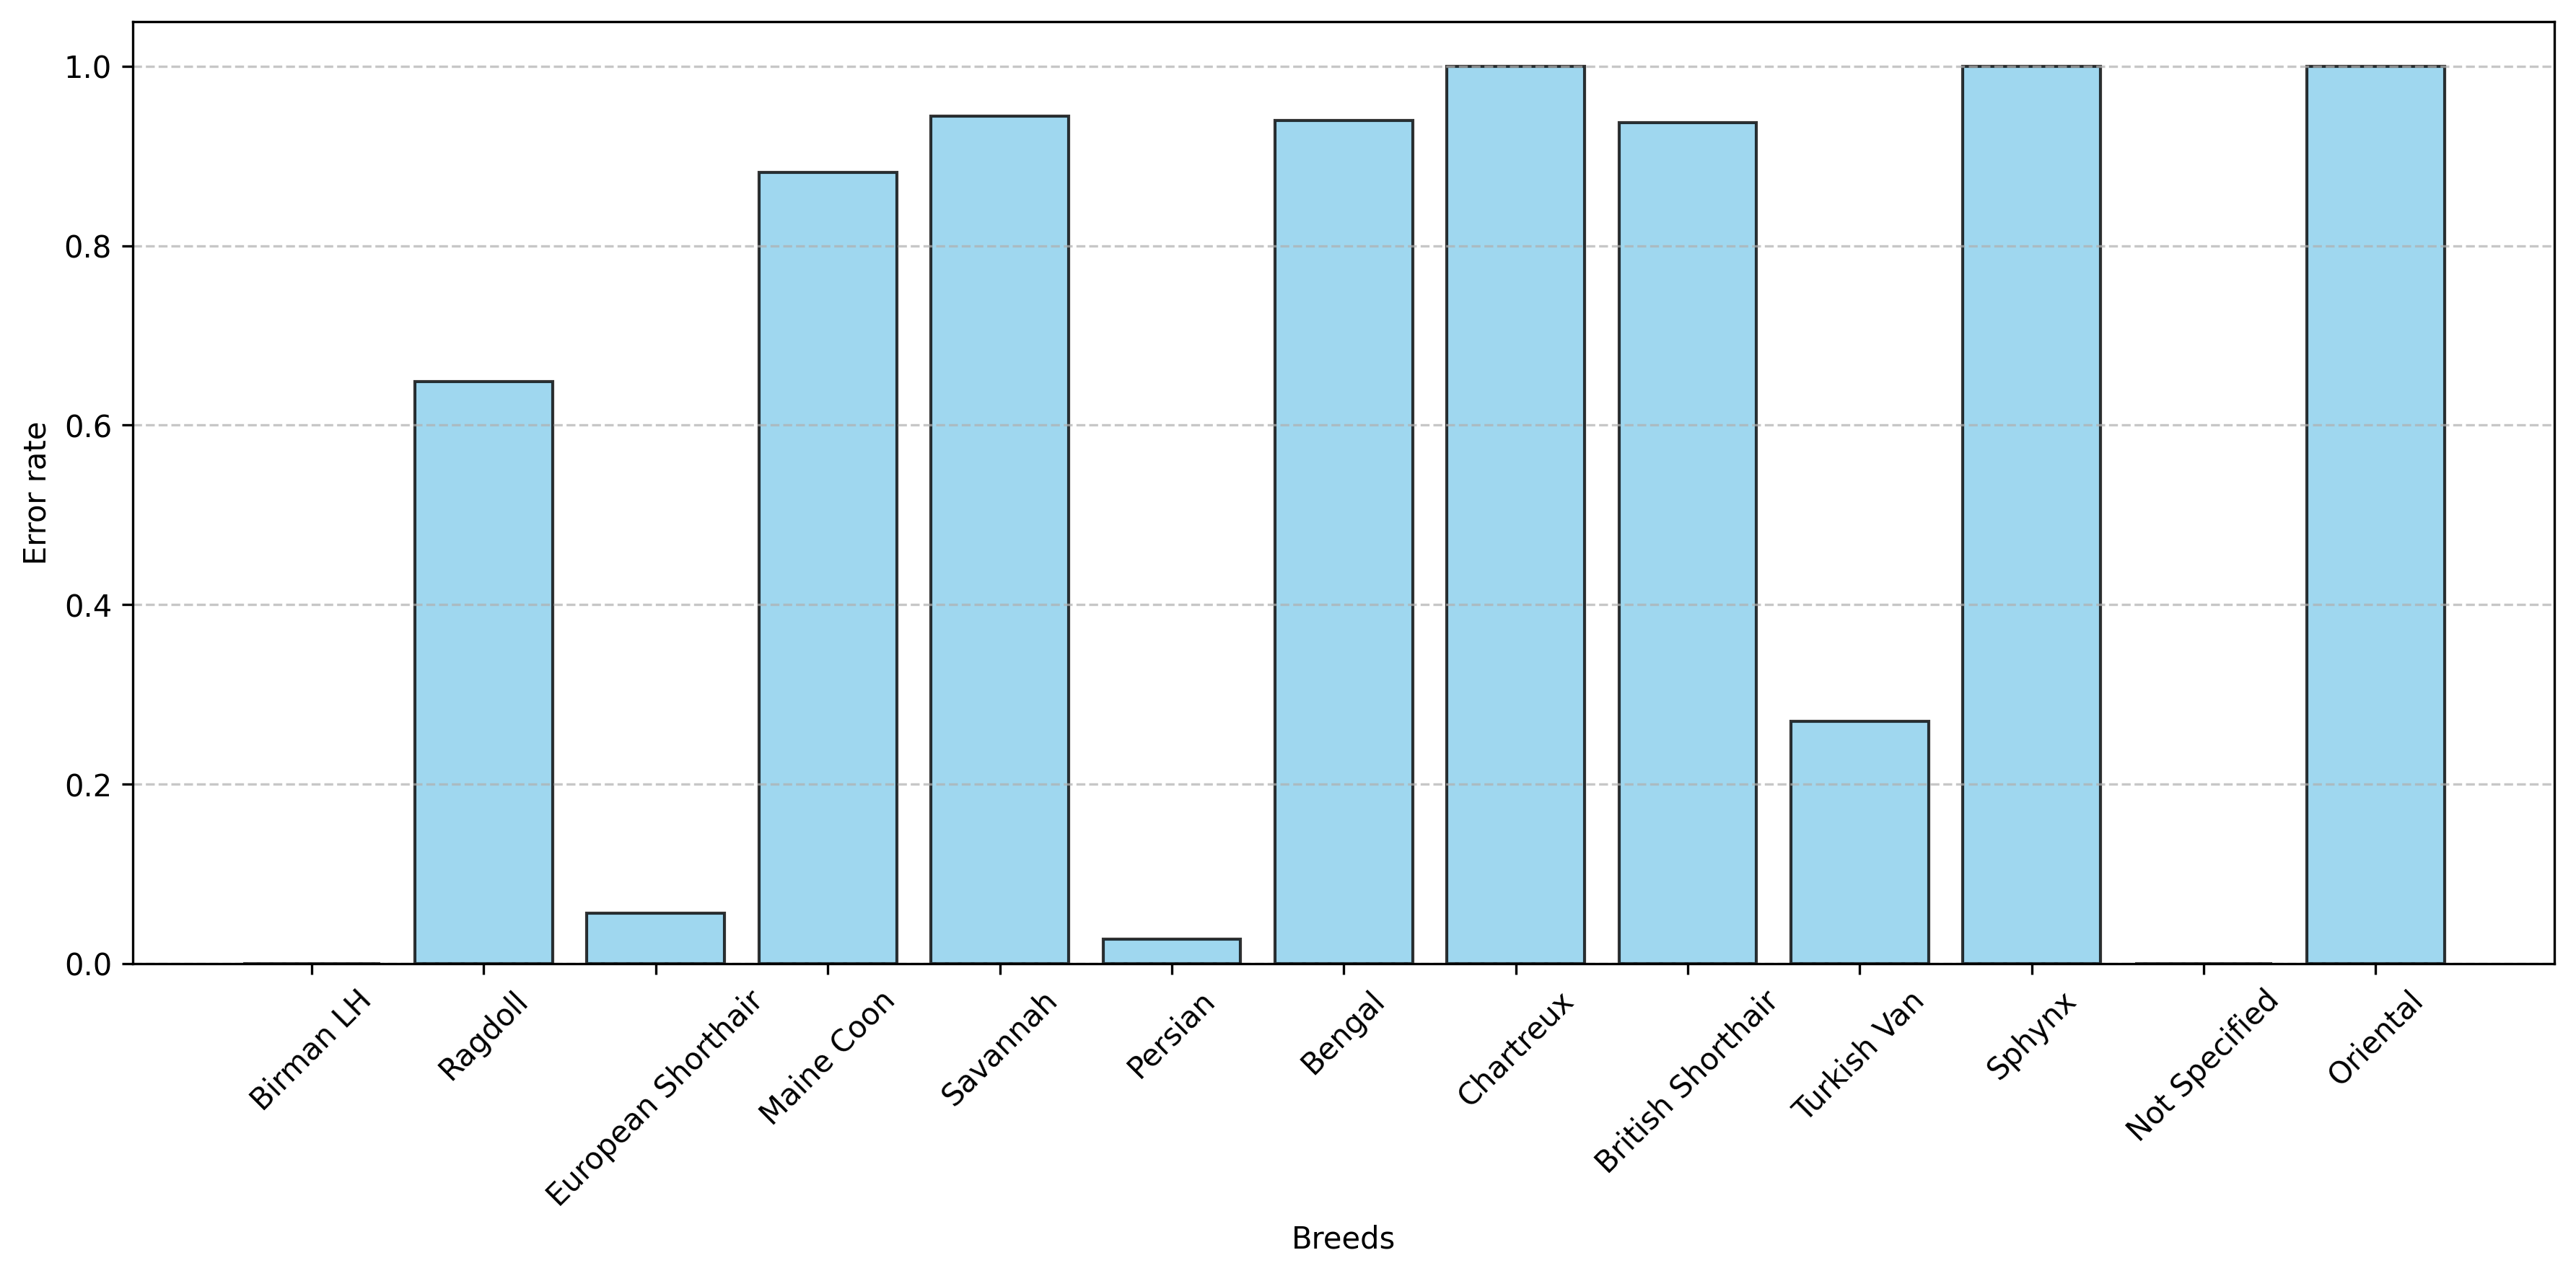 1.0
0.8
0.6
0.4
0.2
0.0
Error rate
Birman LH
Ragdoll
European Shorthair
Maine Coon
Savannah
Persian
Bengal
Chartreux
British Shorthair
Turkish Van
Sphynx
Not Specified
Oriental
Breeds